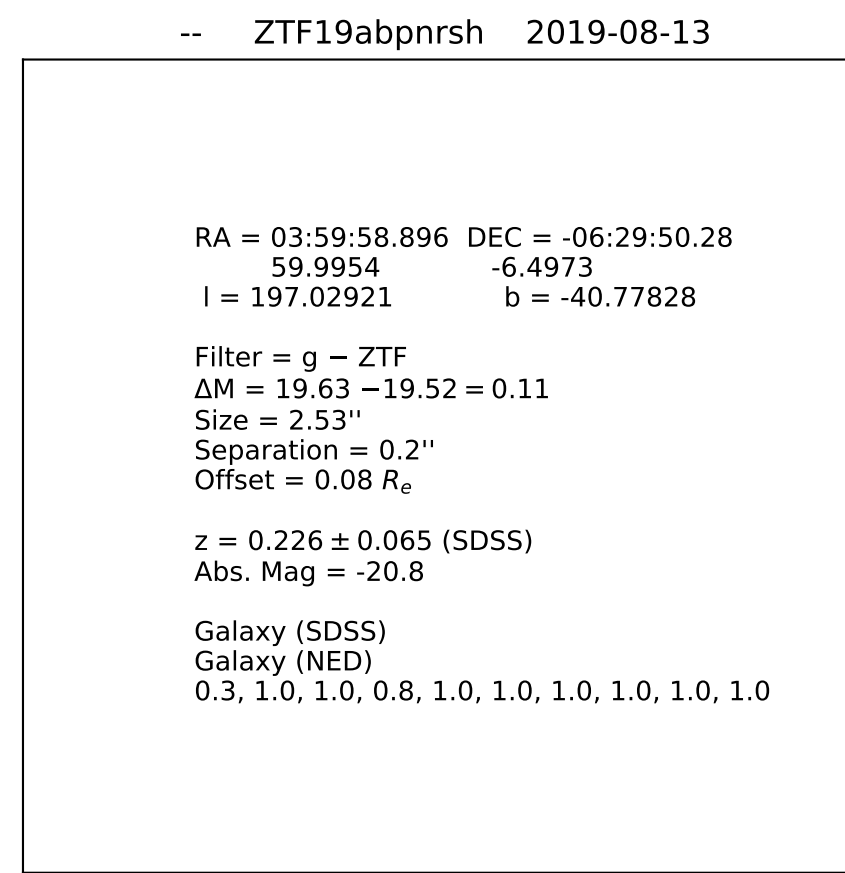 -- ZTF19abpnrsh 2019-08-13
RA = 03:59:58.896 DEC = -06:29:50.28
59.9954 -6.4973
l = 197.02921 b = -40.77828
Filter = g − ZTF
ΔM = 19.63 −19.52 = 0.11
Size = 2.53''
Separation = 0.2''
Offset = 0.08 Re
z = 0.226 ± 0.065 (SDSS)
Abs. Mag = -20.8
Galaxy (SDSS)
Galaxy (NED)
0.3, 1.0, 1.0, 0.8, 1.0, 1.0, 1.0, 1.0, 1.0, 1.0